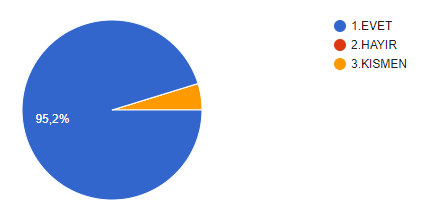 1.EVET
2.HAYIR
3.KISMEN
95,2%